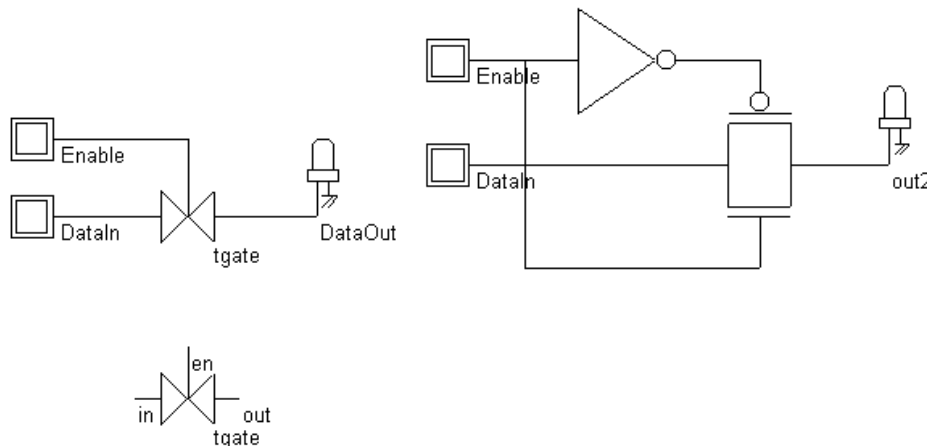 Enable
DataIn
tgate
DataOut
Enable
DataIn
out2
en
in
out
tgate